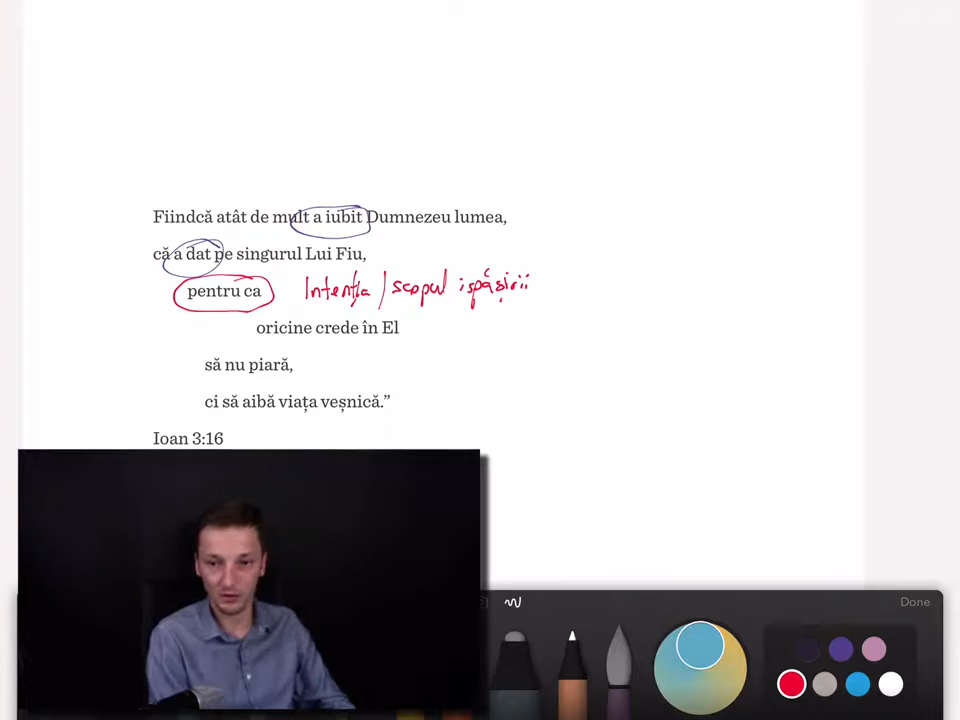 Fiindcă atât de mult a iubit Dumnezeu lumea,
că a dat pe singurul Lui Fiu,
pentru ca Intenția / scopul ispășirii
oricine crede în El
să nu piară,
ci să aibă viața veșnică.”
Ioan 3:16
Done